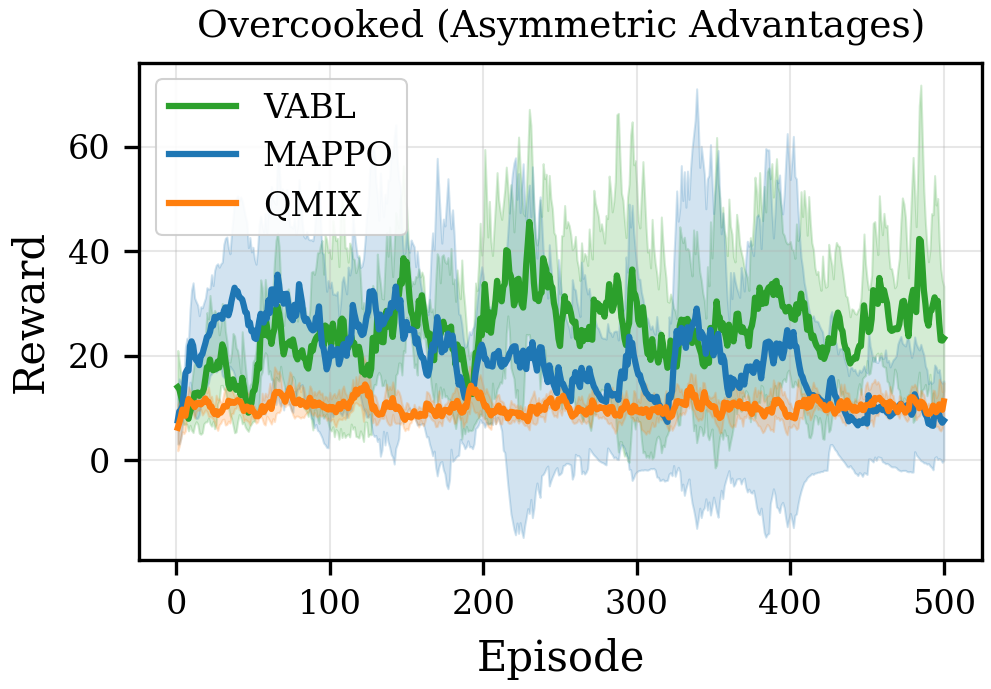 Overcooked (Asymmetric Advantages)
VABL
MAPPO
QMIX
Reward
60
40
20
0
0 100 200 300 400 500
Episode